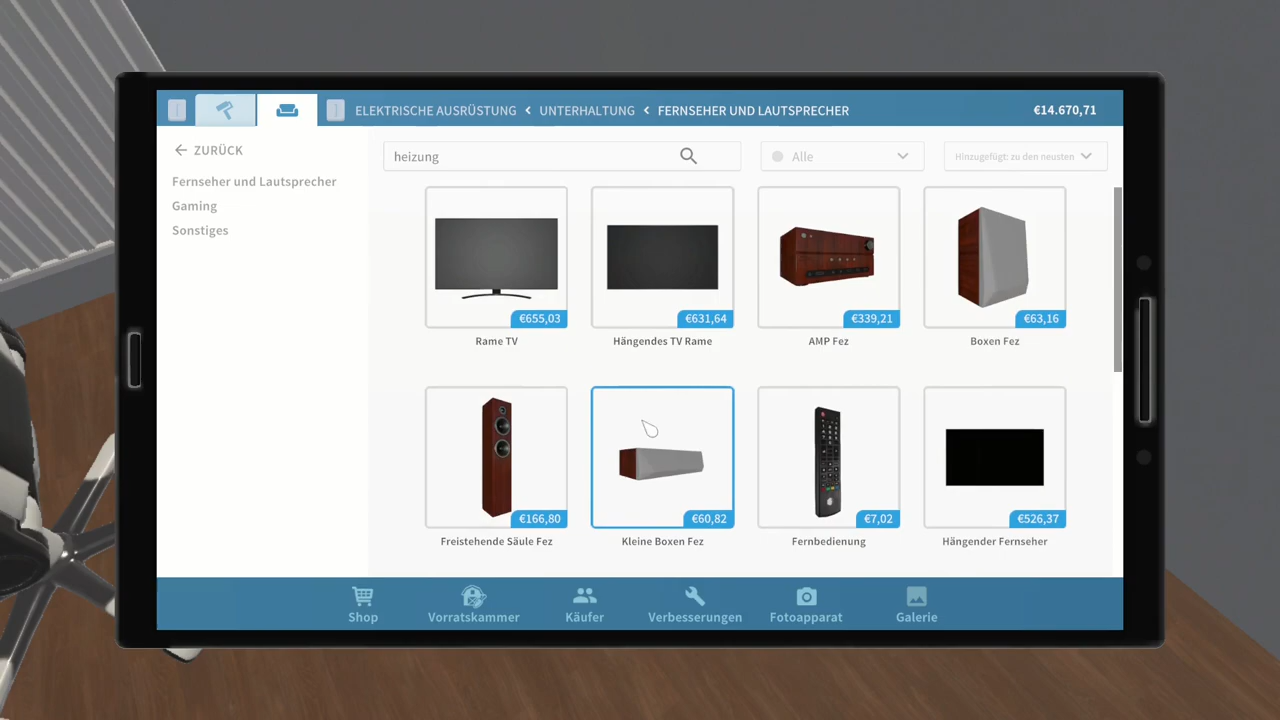 ELEKTRISCHE AUSRÜSTUNG < UNTERHALTUNG < FERNSEHER UND LAUTSPRECHER
€14.670,71
ZURÜCK
Fernseher und Lautsprecher
Gaming
Sonstiges
heizung
Alle
Hinzugefügt: zu den neusten
€655,03
€631,64
€339,21
€63,16
Rame TV
Hängendes TV Rame
AMP Fez
Boxen Fez
€166,80
€60,82
€7,02
€526,37
Freistehende Säule Fez
Kleine Boxen Fez
Fernbedienung
Hängender Fernseher
Shop
Vorratskammer
Käufer
Verbesserungen
Fotoapparat
Galerie